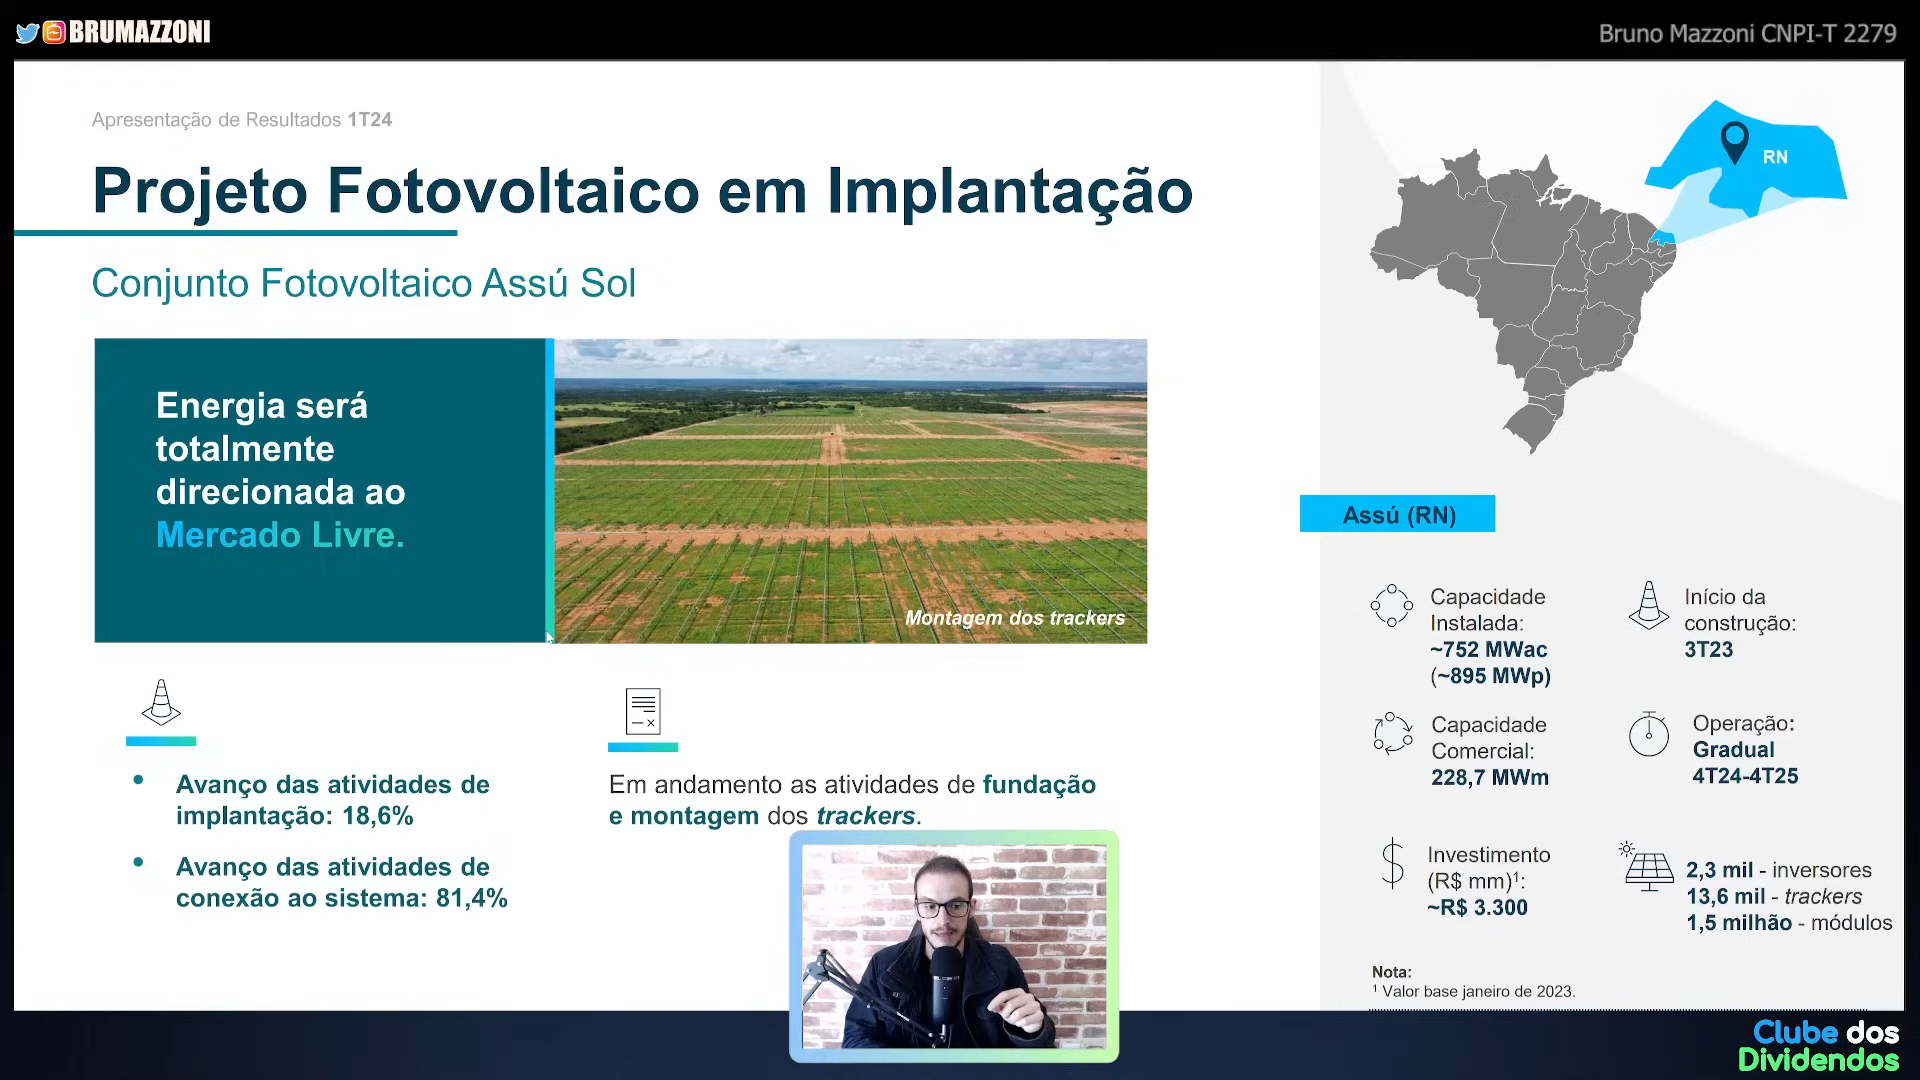 BRUMAZZONI
Bruno Mazzoni CNPI-T 2279
Apresentação de Resultados 1T24
Projeto Fotovoltaico em Implantação
Conjunto Fotovoltaico Assú Sol
Energia será
totalmente
direcionada ao
Mercado Livre.
Montagem dos trackers
• Avanço das atividades de
implantação: 18,6%
• Avanço das atividades de
conexão ao sistema: 81,4%
Em andamento as atividades de fundação
e montagem dos trackers.
RN
Assú (RN)
Capacidade
Instalada:
~752 MWac
(~895 MWp)
Início da
construção:
3T23
Capacidade
Comercial:
228,7 MWm
Operação:
Gradual
4T24-4T25
Investimento
(R$ mm)¹:
~R$ 3.300
2,3 mil - inversores
13,6 mil - trackers
1,5 milhão - módulos
Nota:
¹ Valor base janeiro de 2023.
Clube dos
Dividendos